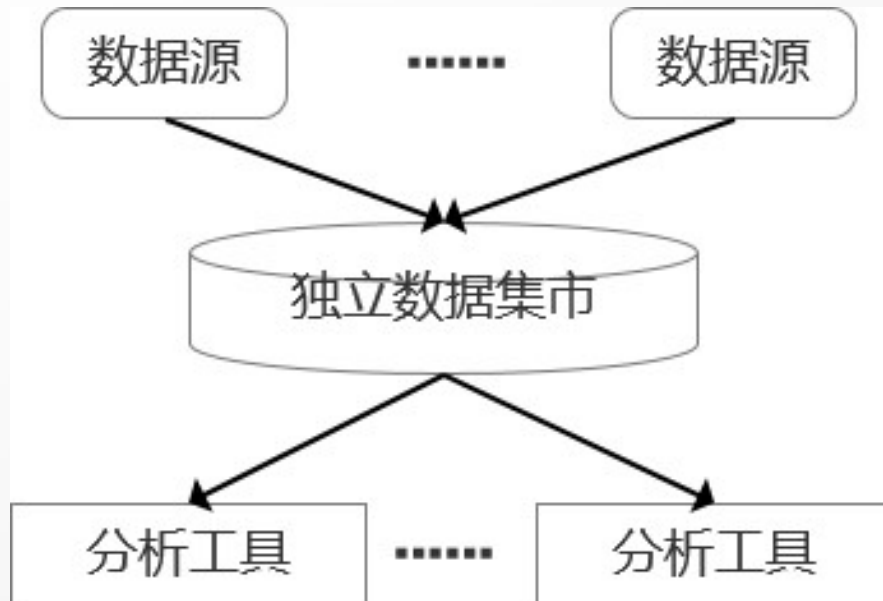 数据源 ...... 数据源
独立数据集市
分析工具 ...... 分析工具